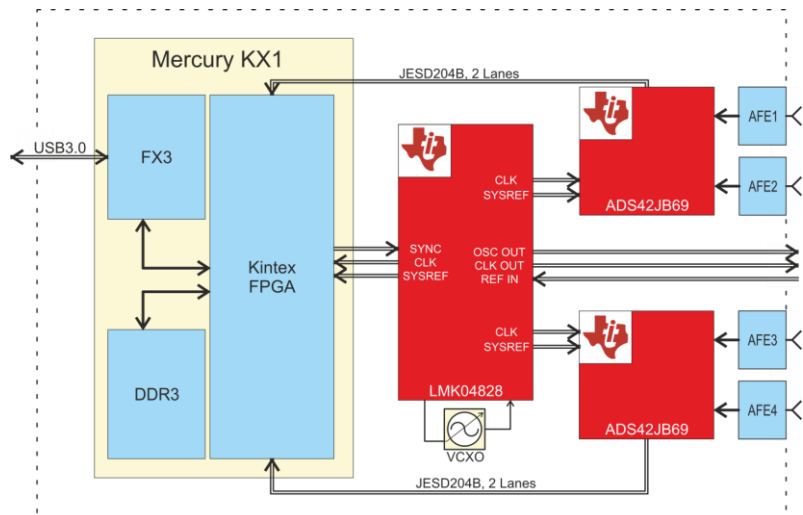 Mercury KX1
JESD204B, 2 Lanes
USB3.0
FX3
Kintex
FPGA
DDR3
SYNC
CLK
SYSREF
CLK
SYSREF
OSC OUT
CLK OUT
REF IN
CLK
SYSREF
LMK04828
VCXO
ADS42JB69
AFE1
AFE2
ADS42JB69
AFE3
AFE4
JESD204B, 2 Lanes